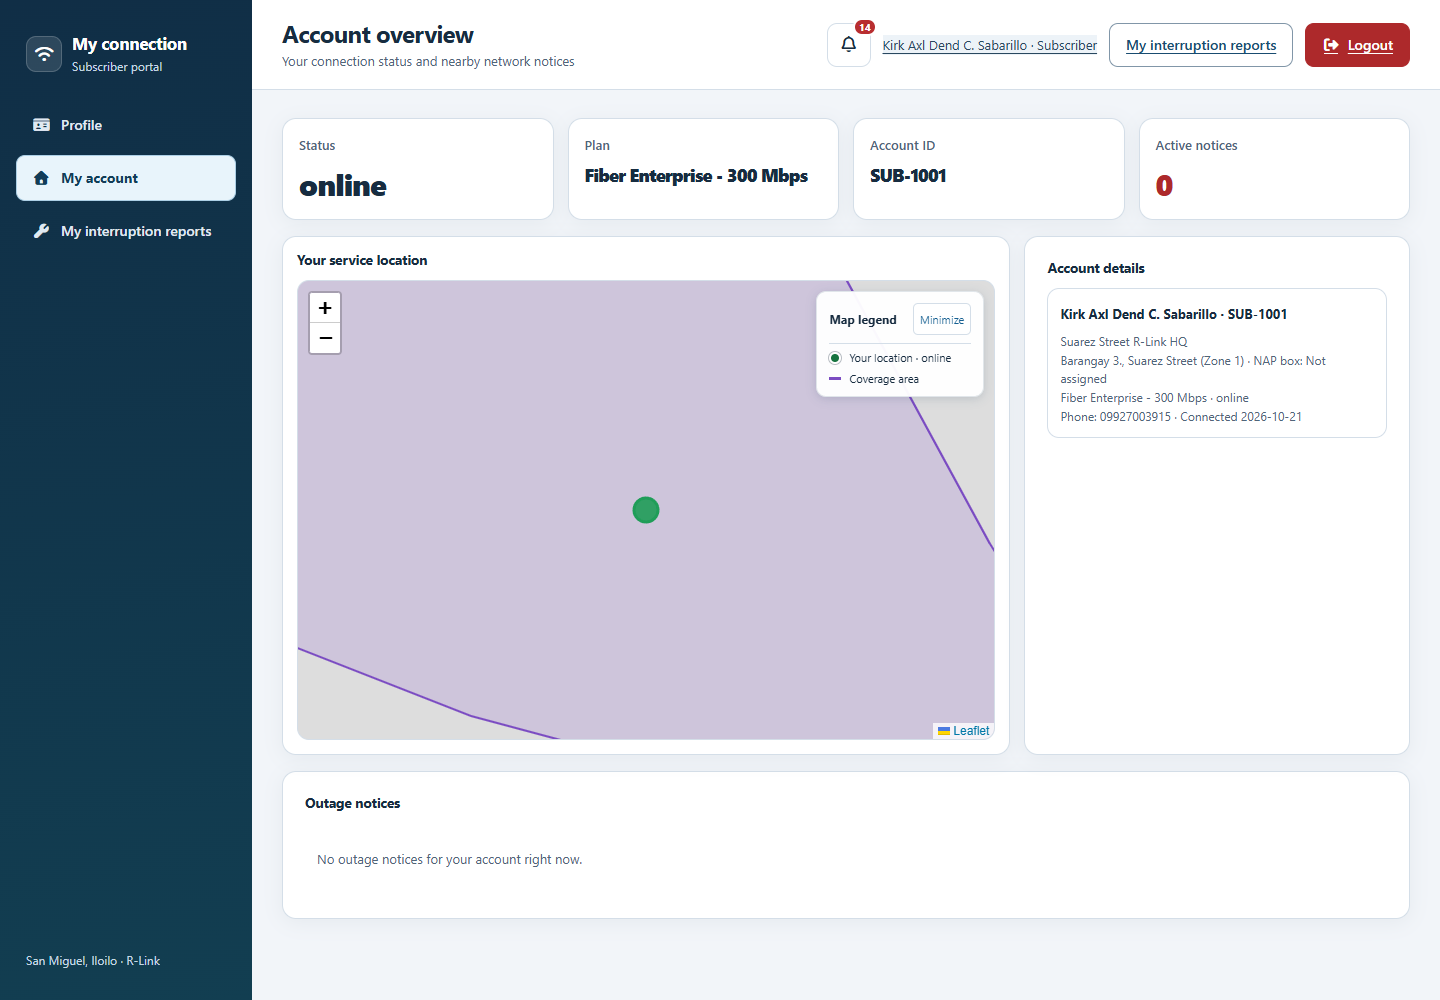 My connection
Subscriber portal
Profile
My account
My interruption reports
San Miguel, Iloilo · R-Link
Account overview
Your connection status and nearby network notices
14
Kirk Axl Dend C. Sabarillo · Subscriber
My interruption reports
Logout
Status
online
Plan
Fiber Enterprise - 300 Mbps
Account ID
SUB-1001
Active notices
0
Your service location
+
−
Map legend
Minimize
Your location · online
Coverage area
Leaflet
Account details
Kirk Axl Dend C. Sabarillo · SUB-1001
Suarez Street R-Link HQ
Barangay 3., Suarez Street (Zone 1) · NAP box: Not
assigned
Fiber Enterprise - 300 Mbps · online
Phone: 09927003915 · Connected 2026-10-21
Outage notices
No outage notices for your account right now.